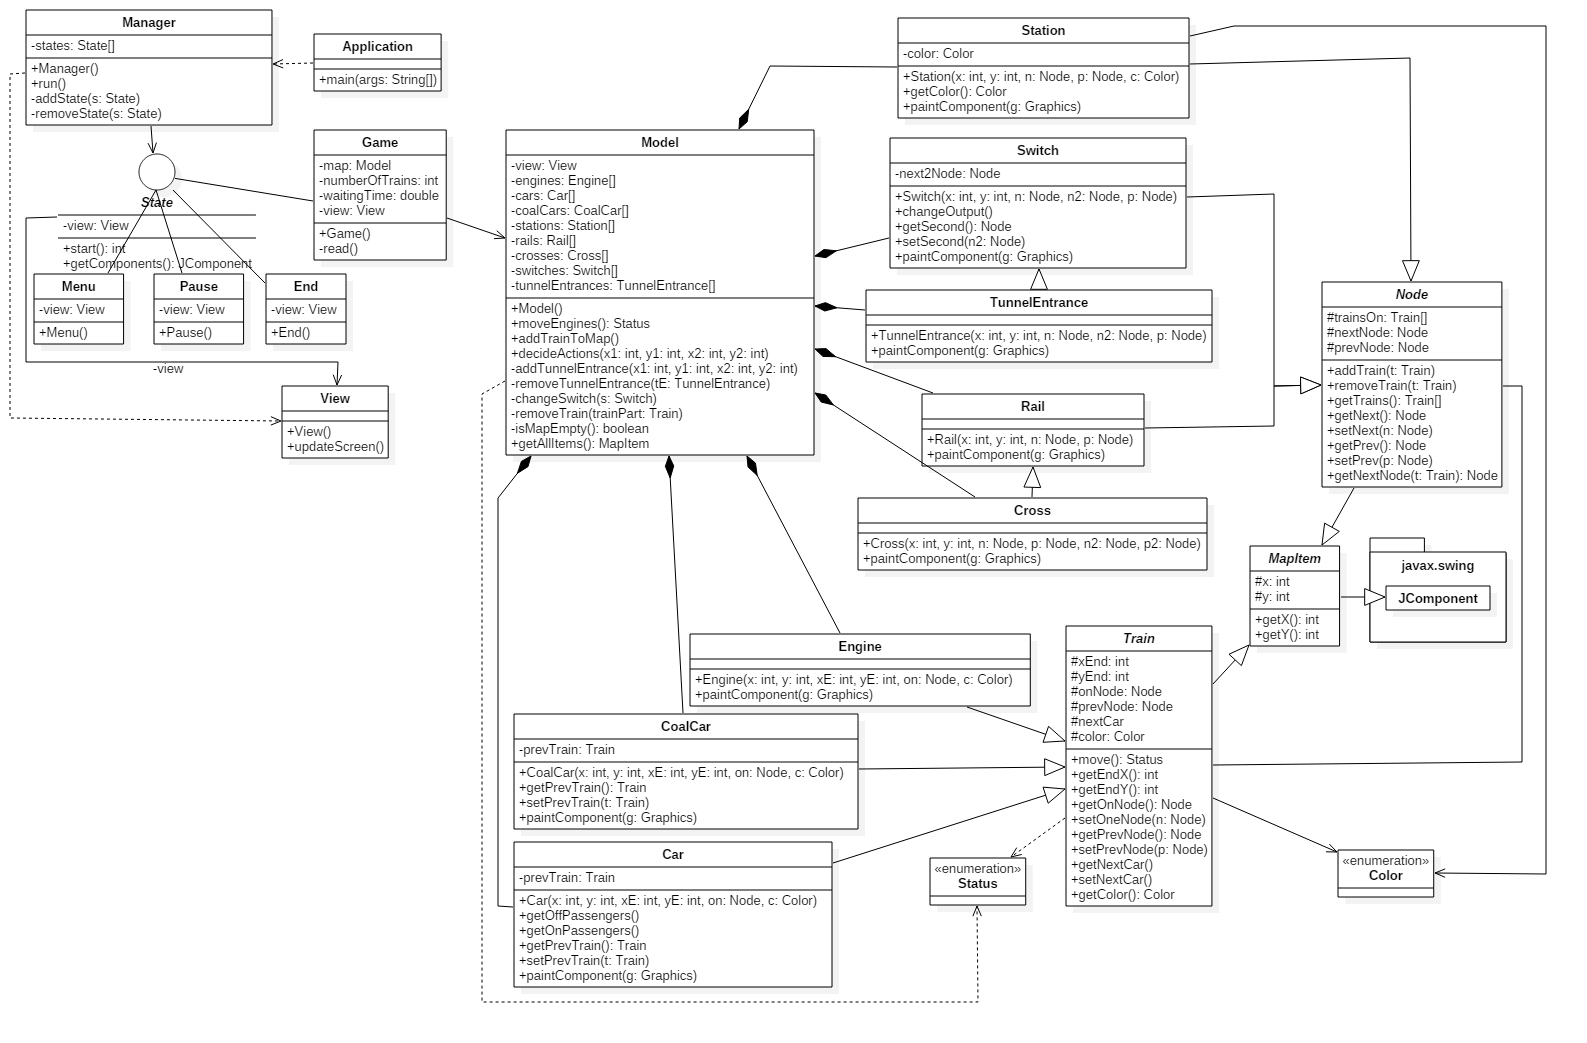 Manager
-states: State[]
+Manager()
+run()
-addState(s: State)
-removeState(s: State)
Application
+main(args: String[])
State
-view: View
+start(): int
+getComponents(): JComponent
Game
-map: Model
-numberOfTrains: int
-waitingTime: double
-view: View
+Game()
-read()
Menu
-view: View
+Menu()
Pause
-view: View
+Pause()
End
-view: View
+End()
-view
View
+View()
+updateScreen()
Model
-view: View
-engines: Engine[]
-cars: Car[]
-coalCars: CoalCar[]
-stations: Station[]
-rails: Rail[]
-crosses: Cross[]
-switches: Switch[]
-tunnelEntrances: TunnelEntrance[]
+Model()
+moveEngines(): Status
+addTrainToMap()
+decideActions(x1: int, y1: int, x2: int, y2: int)
-addTunnelEntrance(x1: int, y1: int, x2: int, y2: int)
-removeTunnelEntrance(tE: TunnelEntrance)
-changeSwitch(s: Switch)
-removeTrain(trainPart: Train)
-isMapEmpty(): boolean
+getAllItems(): MapItem
Station
-color: Color
+Station(x: int, y: int, n: Node, p: Node, c: Color)
+getColor(): Color
+paintComponent(g: Graphics)
Switch
-next2Node: Node
+Switch(x: int, y: int, n: Node, n2: Node, p: Node)
+changeOutput()
+getSecond(): Node
+setSecond(n2: Node)
+paintComponent(g: Graphics)
TunnelEntrance
+TunnelEntrance(x: int, y: int, n: Node, n2: Node, p: Node)
+paintComponent(g: Graphics)
Rail
+Rail(x: int, y: int, n: Node, p: Node)
+paintComponent(g: Graphics)
Cross
+Cross(x: int, y: int, n: Node, p: Node, n2: Node, p2: Node)
+paintComponent(g: Graphics)
Node
#trainsOn: Train[]
#nextNode: Node
#prevNode: Node
+addTrain(t: Train)
+removeTrain(t: Train)
+getTrains(): Train[]
+getNext(): Node
+setNext(n: Node)
+getPrev(): Node
+setPrev(p: Node)
+getNextNode(t: Train): Node
MapItem
#x: int
#y: int
+getX(): int
+getY(): int
javax.swing
JComponent
Engine
+Engine(x: int, y: int, xE: int, yE: int, on: Node, c: Color)
+paintComponent(g: Graphics)
CoalCar
-prevTrain: Train
+CoalCar(x: int, y: int, xE: int, yE: int, on: Node, c: Color)
+getPrevTrain(): Train
+setPrevTrain(t: Train)
+paintComponent(g: Graphics)
Car
-prevTrain: Train
+Car(x: int, y: int, xE: int, yE: int, on: Node, c: Color)
+getOffPassengers()
+getOnPassengers()
+getPrevTrain(): Train
+setPrevTrain(t: Train)
+paintComponent(g: Graphics)
Train
#xEnd: int
#yEnd: int
#onNode: Node
#prevNode: Node
#nextCar
#color: Color
+move(): Status
+getEndX(): int
+getEndY(): int
+getOnNode(): Node
+setOneNode(n: Node)
+getPrevNode(): Node
+setPrevNode(p: Node)
+getNextCar()
+setNextCar()
+getColor(): Color
«enumeration»
Status
«enumeration»
Color